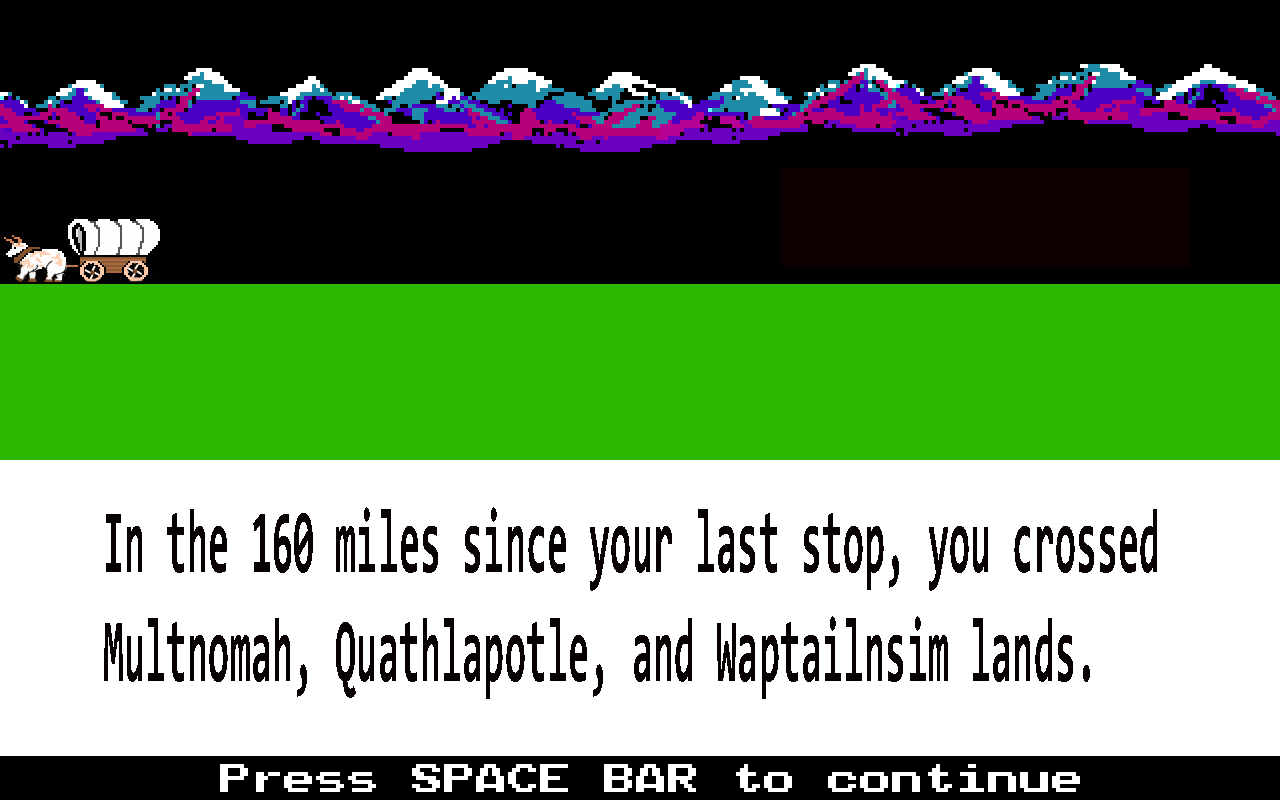 In the 160 miles since your last stop, you crossed
Multnomah, Quathlapotle, and Waptailnsim lands.
Press SPACE BAR to continue